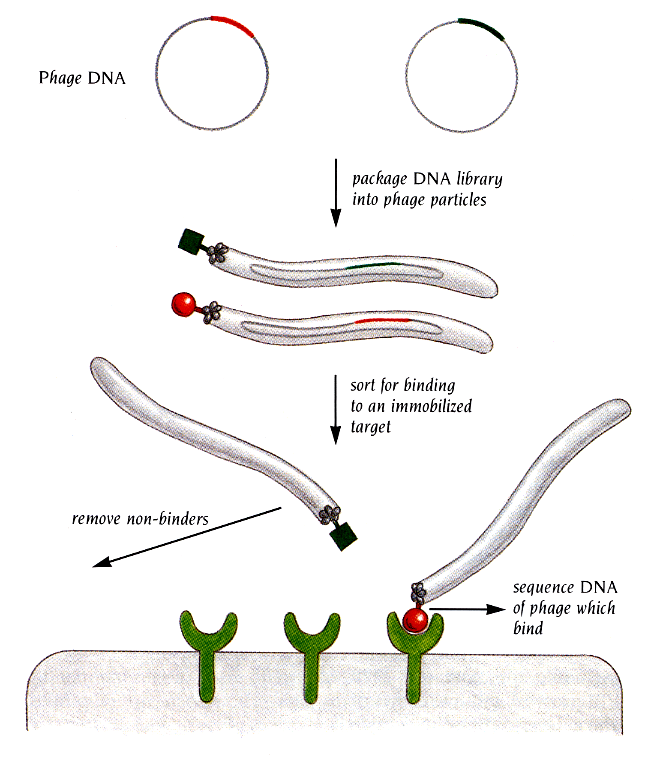 Phage DNA
package DNA library
into phage particles
sort for binding
to an immobilized
target
remove non-binders
sequence DNA
of phage which
bind